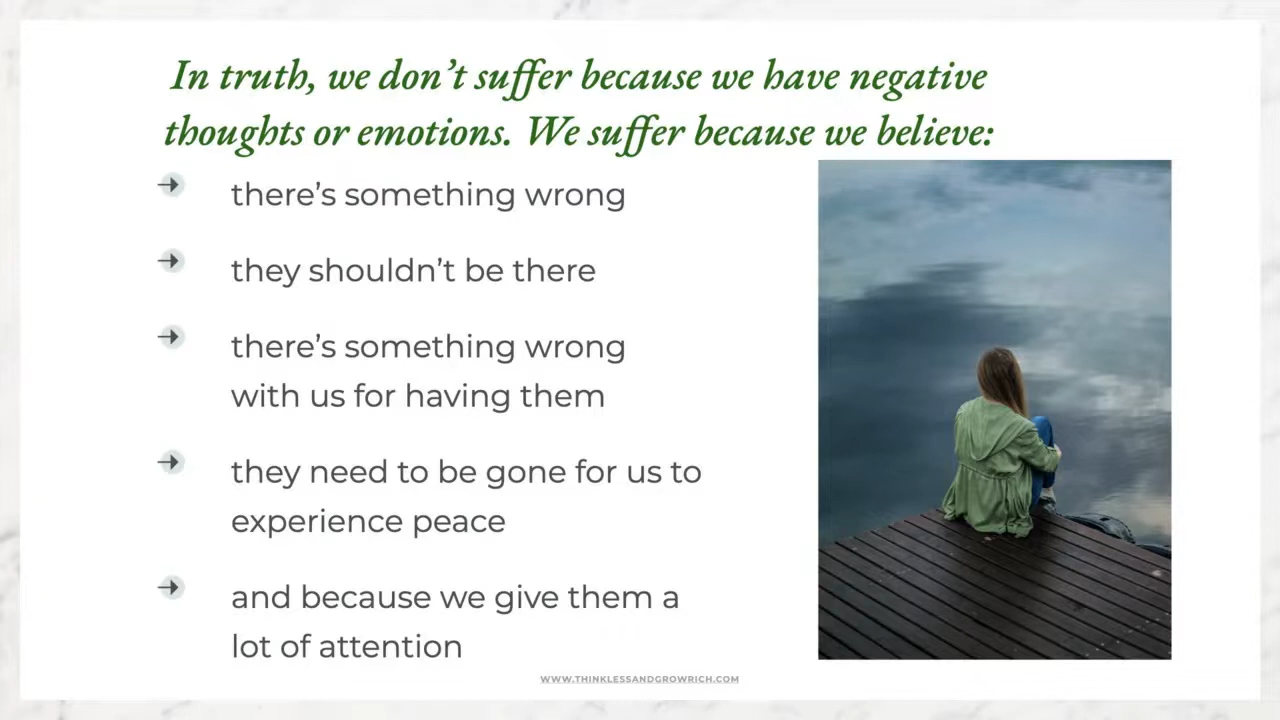 In truth, we don’t suffer because we have negative
thoughts or emotions. We suffer because we believe:
there’s something wrong
they shouldn’t be there
there’s something wrong
with us for having them
they need to be gone for us to
experience peace
and because we give them a
lot of attention
WWW.THINKLESSANDGROWRICH.COM